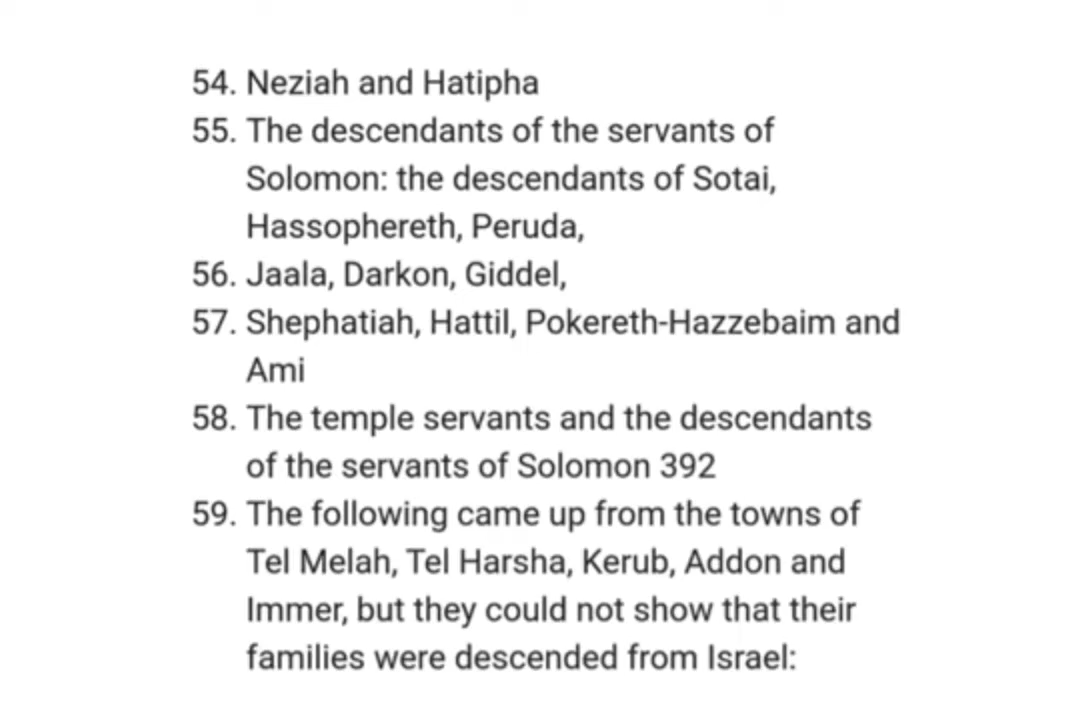 54. Neziah and Hatipha
55. The descendants of the servants of
Solomon: the descendants of Sotai,
Hassophereth, Peruda,
56. Jaala, Darkon, Giddel,
57. Shephatiah, Hattil, Pokereth-Hazzebaim and
Ami
58. The temple servants and the descendants
of the servants of Solomon 392
59. The following came up from the towns of
Tel Melah, Tel Harsha, Kerub, Addon and
Immer, but they could not show that their
families were descended from Israel: